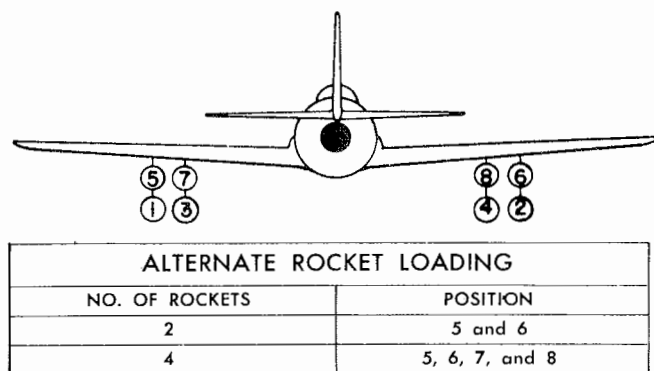 5 7 8 6
1 3 4 2
ALTERNATE ROCKET LOADING
NO. OF ROCKETS POSITION
2 5 and 6
4 5, 6, 7, and 8